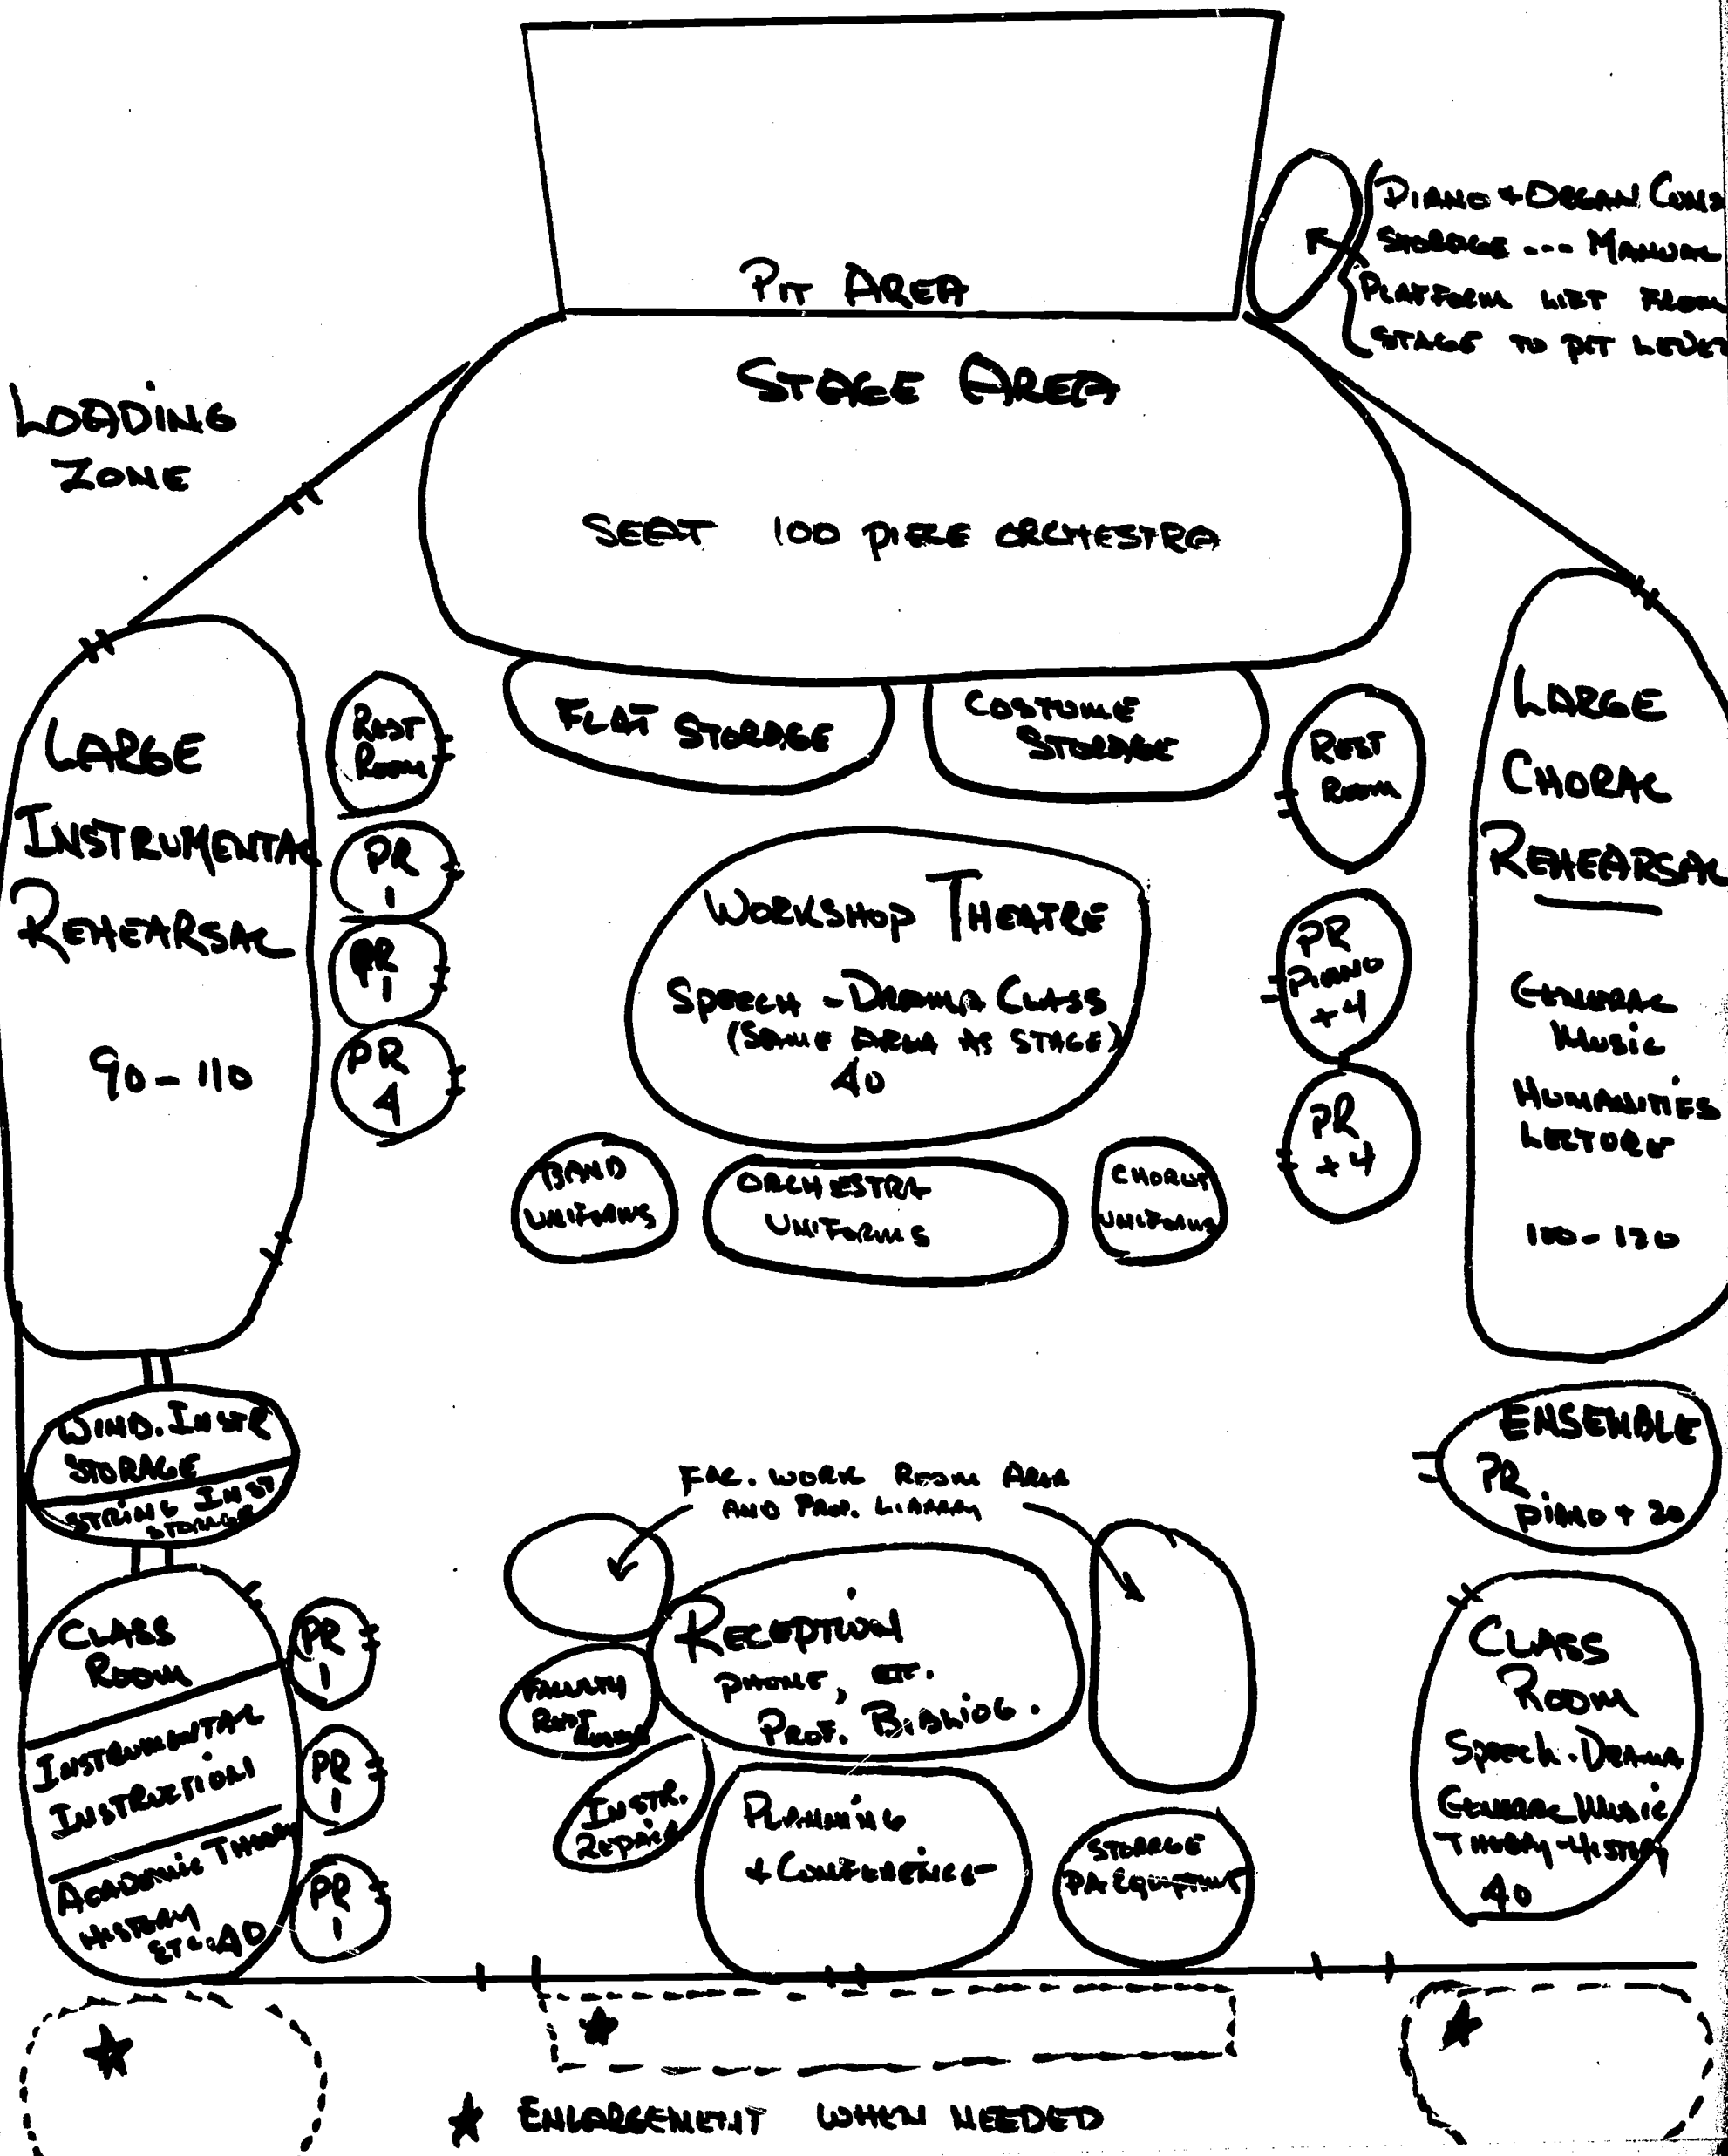 PIANO + ORGAN CONS
STORAGE --- MANUAL
PLATFORM LIFT FROM
STAGE TO PIT LEVEL
PIT AREA
STAGE AREA
SEAT 100 PIECE ORCHESTRA
LOADING
ZONE
LARGE
INSTRUMENTAL
REHEARSAL
90 - 110
REST
ROOM
PR
1
PR
1
PR
4
FLAT STORAGE
COSTUME
STORAGE
WORKSHOP THEATRE
SPEECH - DRAMA CLASS
(SAME AREA AS STAGE)
40
REST
ROOM
PR
PIANO
+4
PR
+4
LARGE
CHORAL
REHEARSAL
GENERAL
MUSIC
HUMANITIES
LECTURE
100 - 120
BAND
UNIFORMS
ORCHESTRA
UNIFORMS
CHORUS
UNIFORMS
WIND. INSTR
STORAGE
STRING INST
STORAGE
ENSEMBLE
PR
PIANO + 20
FAC. WORK ROOM AREA
AND PROF. LIBRARY
CLASS
ROOM
INSTRUMENTAL
INSTRUCTION
ACADEMIC THEORY
HISTORY
ETC. 40
PR
1
PR
1
PR
1
RECEPTION
PHONE, ETC.
PROF. BIBLIOG.
FACULTY
REST
ROOMS
INSTR.
REPAIR
PLANNING
+ CONFERENCE
STORAGE
PA EQUIPTMENT
CLASS
ROOM
SPEECH - DRAMA
GENERAL MUSIC
THEORY - HISTORY
40
★ ENLARGEMENT WHEN NEEDED